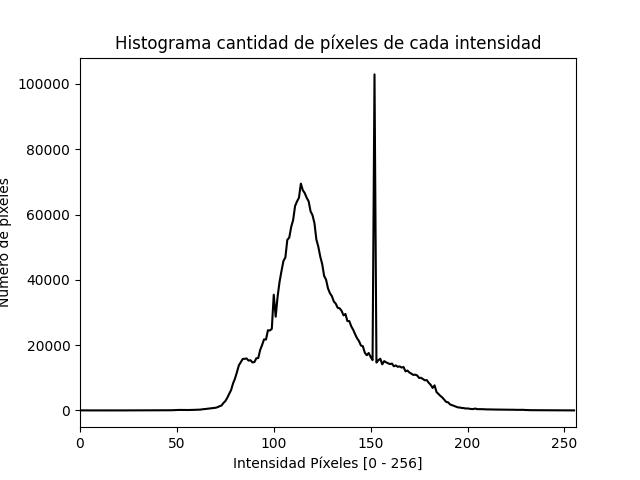 Histograma cantidad de píxeles de cada intensidad
100000
80000
60000
40000
20000
0
Número de píxeles
0 50 100 150 200 250
Intensidad Píxeles [0 - 256]